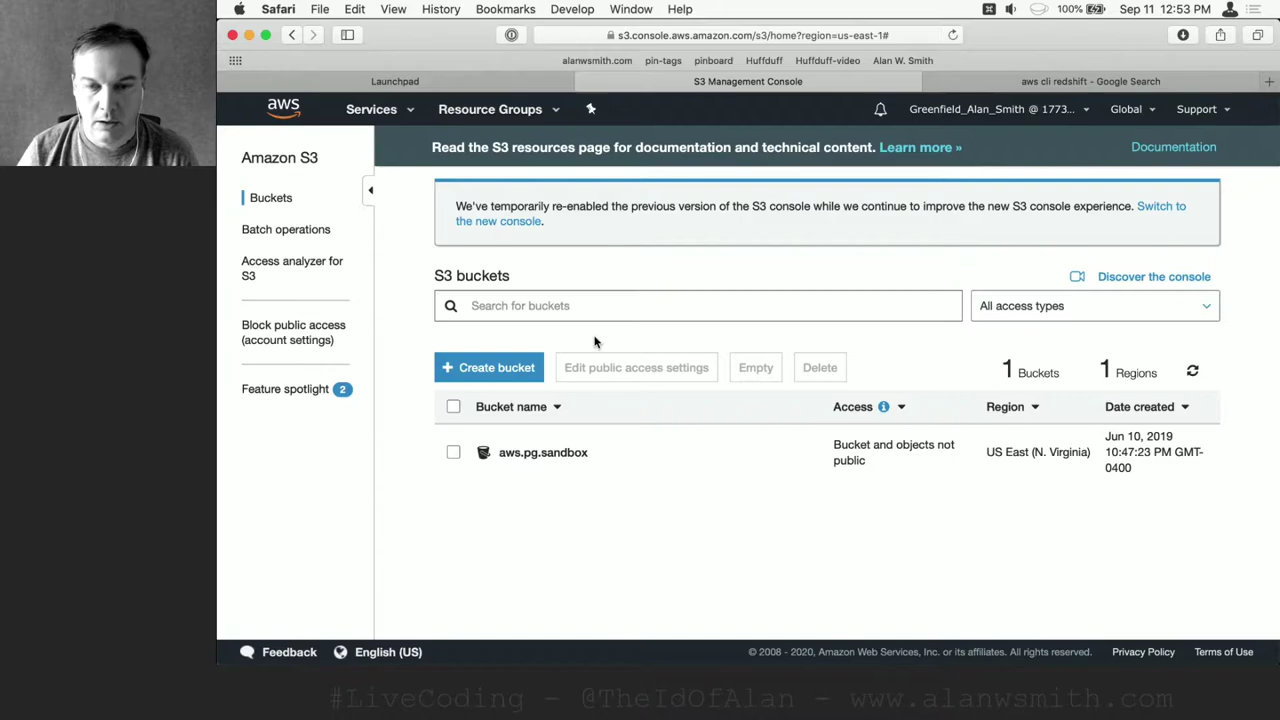 Safari File Edit View History Bookmarks Develop Window Help 100% Sep 11 12:53 PM
s3.console.aws.amazon.com/s3/home?region=us-east-1#
alanwsmith.com pin-tags pinboard Huffduff Huffduff-video Alan W. Smith
Launchpad S3 Management Console aws cli redshift - Google Search
aws Services Resource Groups Greenfield_Alan_Smith @ 1773... Global Support
Amazon S3
Buckets
Batch operations
Access analyzer for
S3
Block public access
(account settings)
Feature spotlight 2
Read the S3 resources page for documentation and technical content. Learn more » Documentation
We've temporarily re-enabled the previous version of the S3 console while we continue to improve the new S3 console experience. Switch to
the new console.
S3 buckets Discover the console
Search for buckets All access types
+ Create bucket Edit public access settings Empty Delete 1 Buckets 1 Regions
Bucket name Access Region Date created
aws.pg.sandbox Bucket and objects not
public US East (N. Virginia) Jun 10, 2019
10:47:23 PM GMT-
0400
Feedback English (US) © 2008 - 2020, Amazon Web Services, Inc. or its affiliates. All rights reserved. Privacy Policy Terms of Use
#LiveCoding - @TheIdOfAlan - www.alanwsmith.com